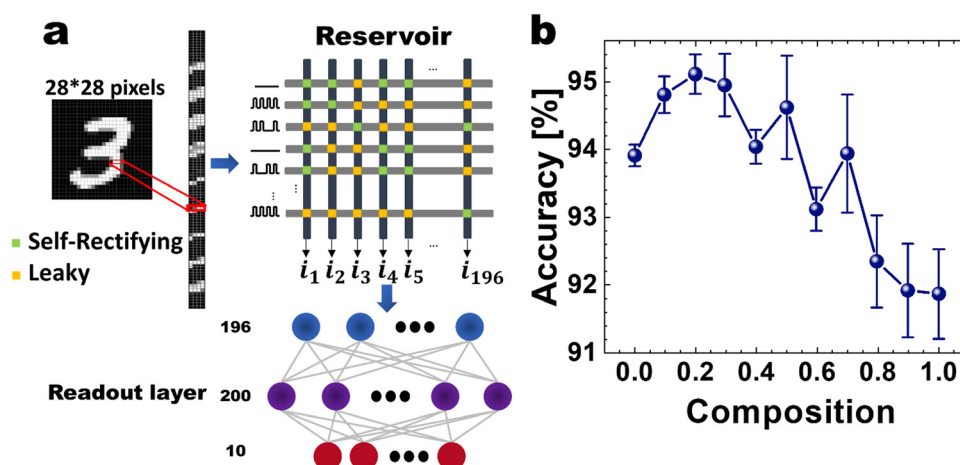 a
28*28 pixels
Reservoir
...
...
...
Self-Rectifying
Leaky
...
i₁ i₂ i₃ i₄ i₅ i₁₉₆
196
Readout layer
200
10
b
Accuracy [%]
95
94
93
92
91
0.0 0.2 0.4 0.6 0.8 1.0
Composition